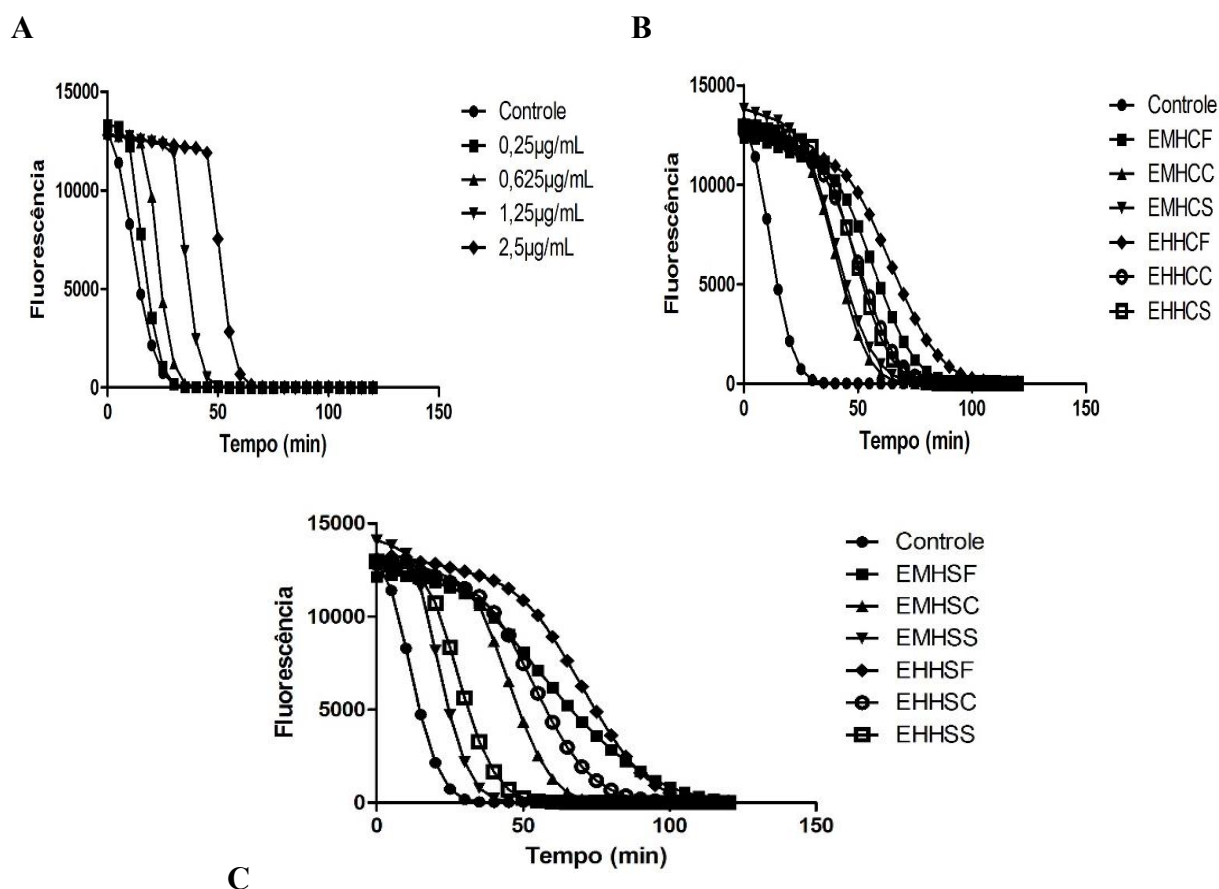 A
15000
10000
5000
0
Fluorescência
0 50 100 150
Tempo (min)
Controle
0,25µg/mL
0,625µg/mL
1,25µg/mL
2,5µg/mL
B
15000
10000
5000
0
Fluorescência
0 50 100 150
Tempo (min)
Controle
EMHCF
EMHCC
EMHCS
EHHCF
EHHCC
EHHCS
15000
10000
5000
0
Fluorescência
0 50 100 150
Tempo (min)
Controle
EMHSF
EMHSC
EMHSS
EHHSF
EHHSC
EHHSS
C